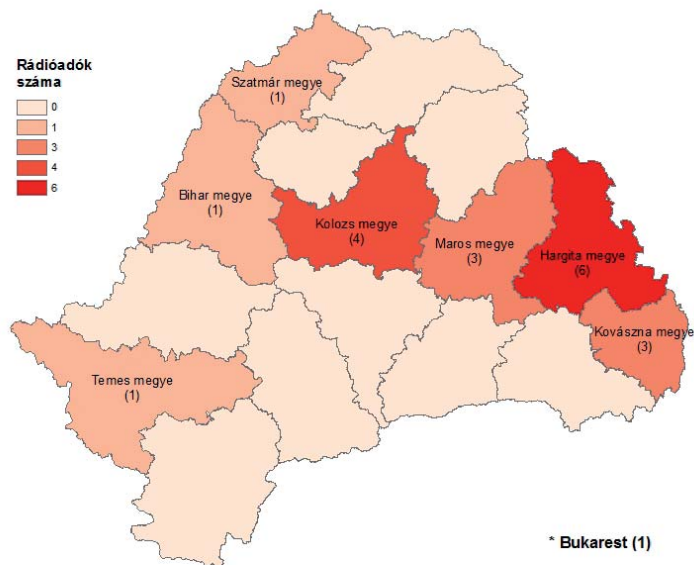 Rádióadók
száma
0
1
3
4
6
Szatmár megye
(1)
Bihar megye
(1)
Kolozs megye
(4)
Maros megye
(3)
Hargita megye
(6)
Kovászna megye
(3)
Temes megye
(1)
* Bukarest (1)